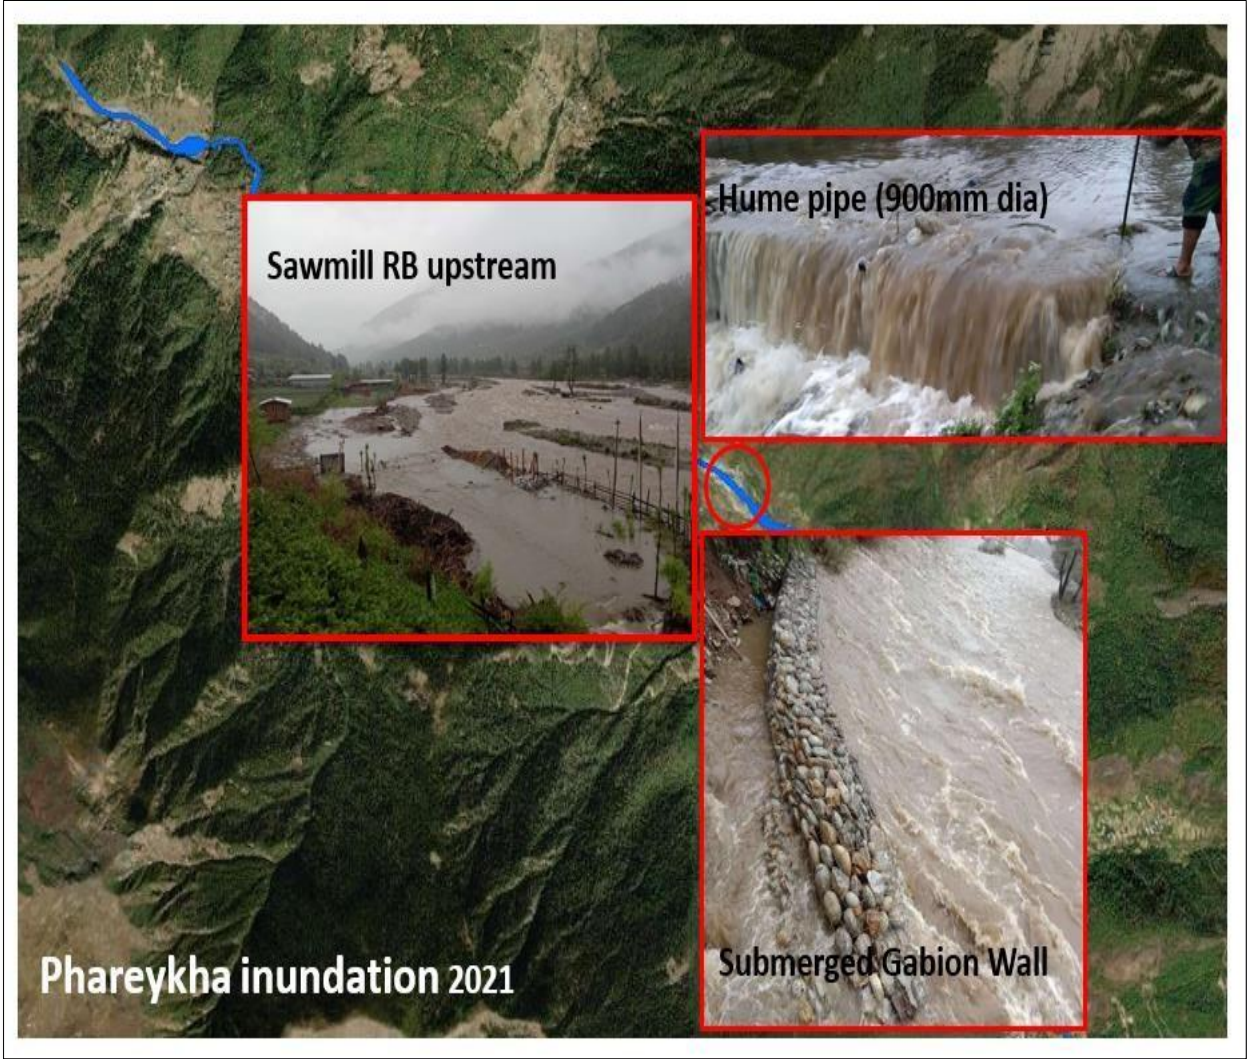 Hume pipe (900mm dia)
Sawmill RB upstream
Submerged Gabion Wall
Phareykha inundation 2021